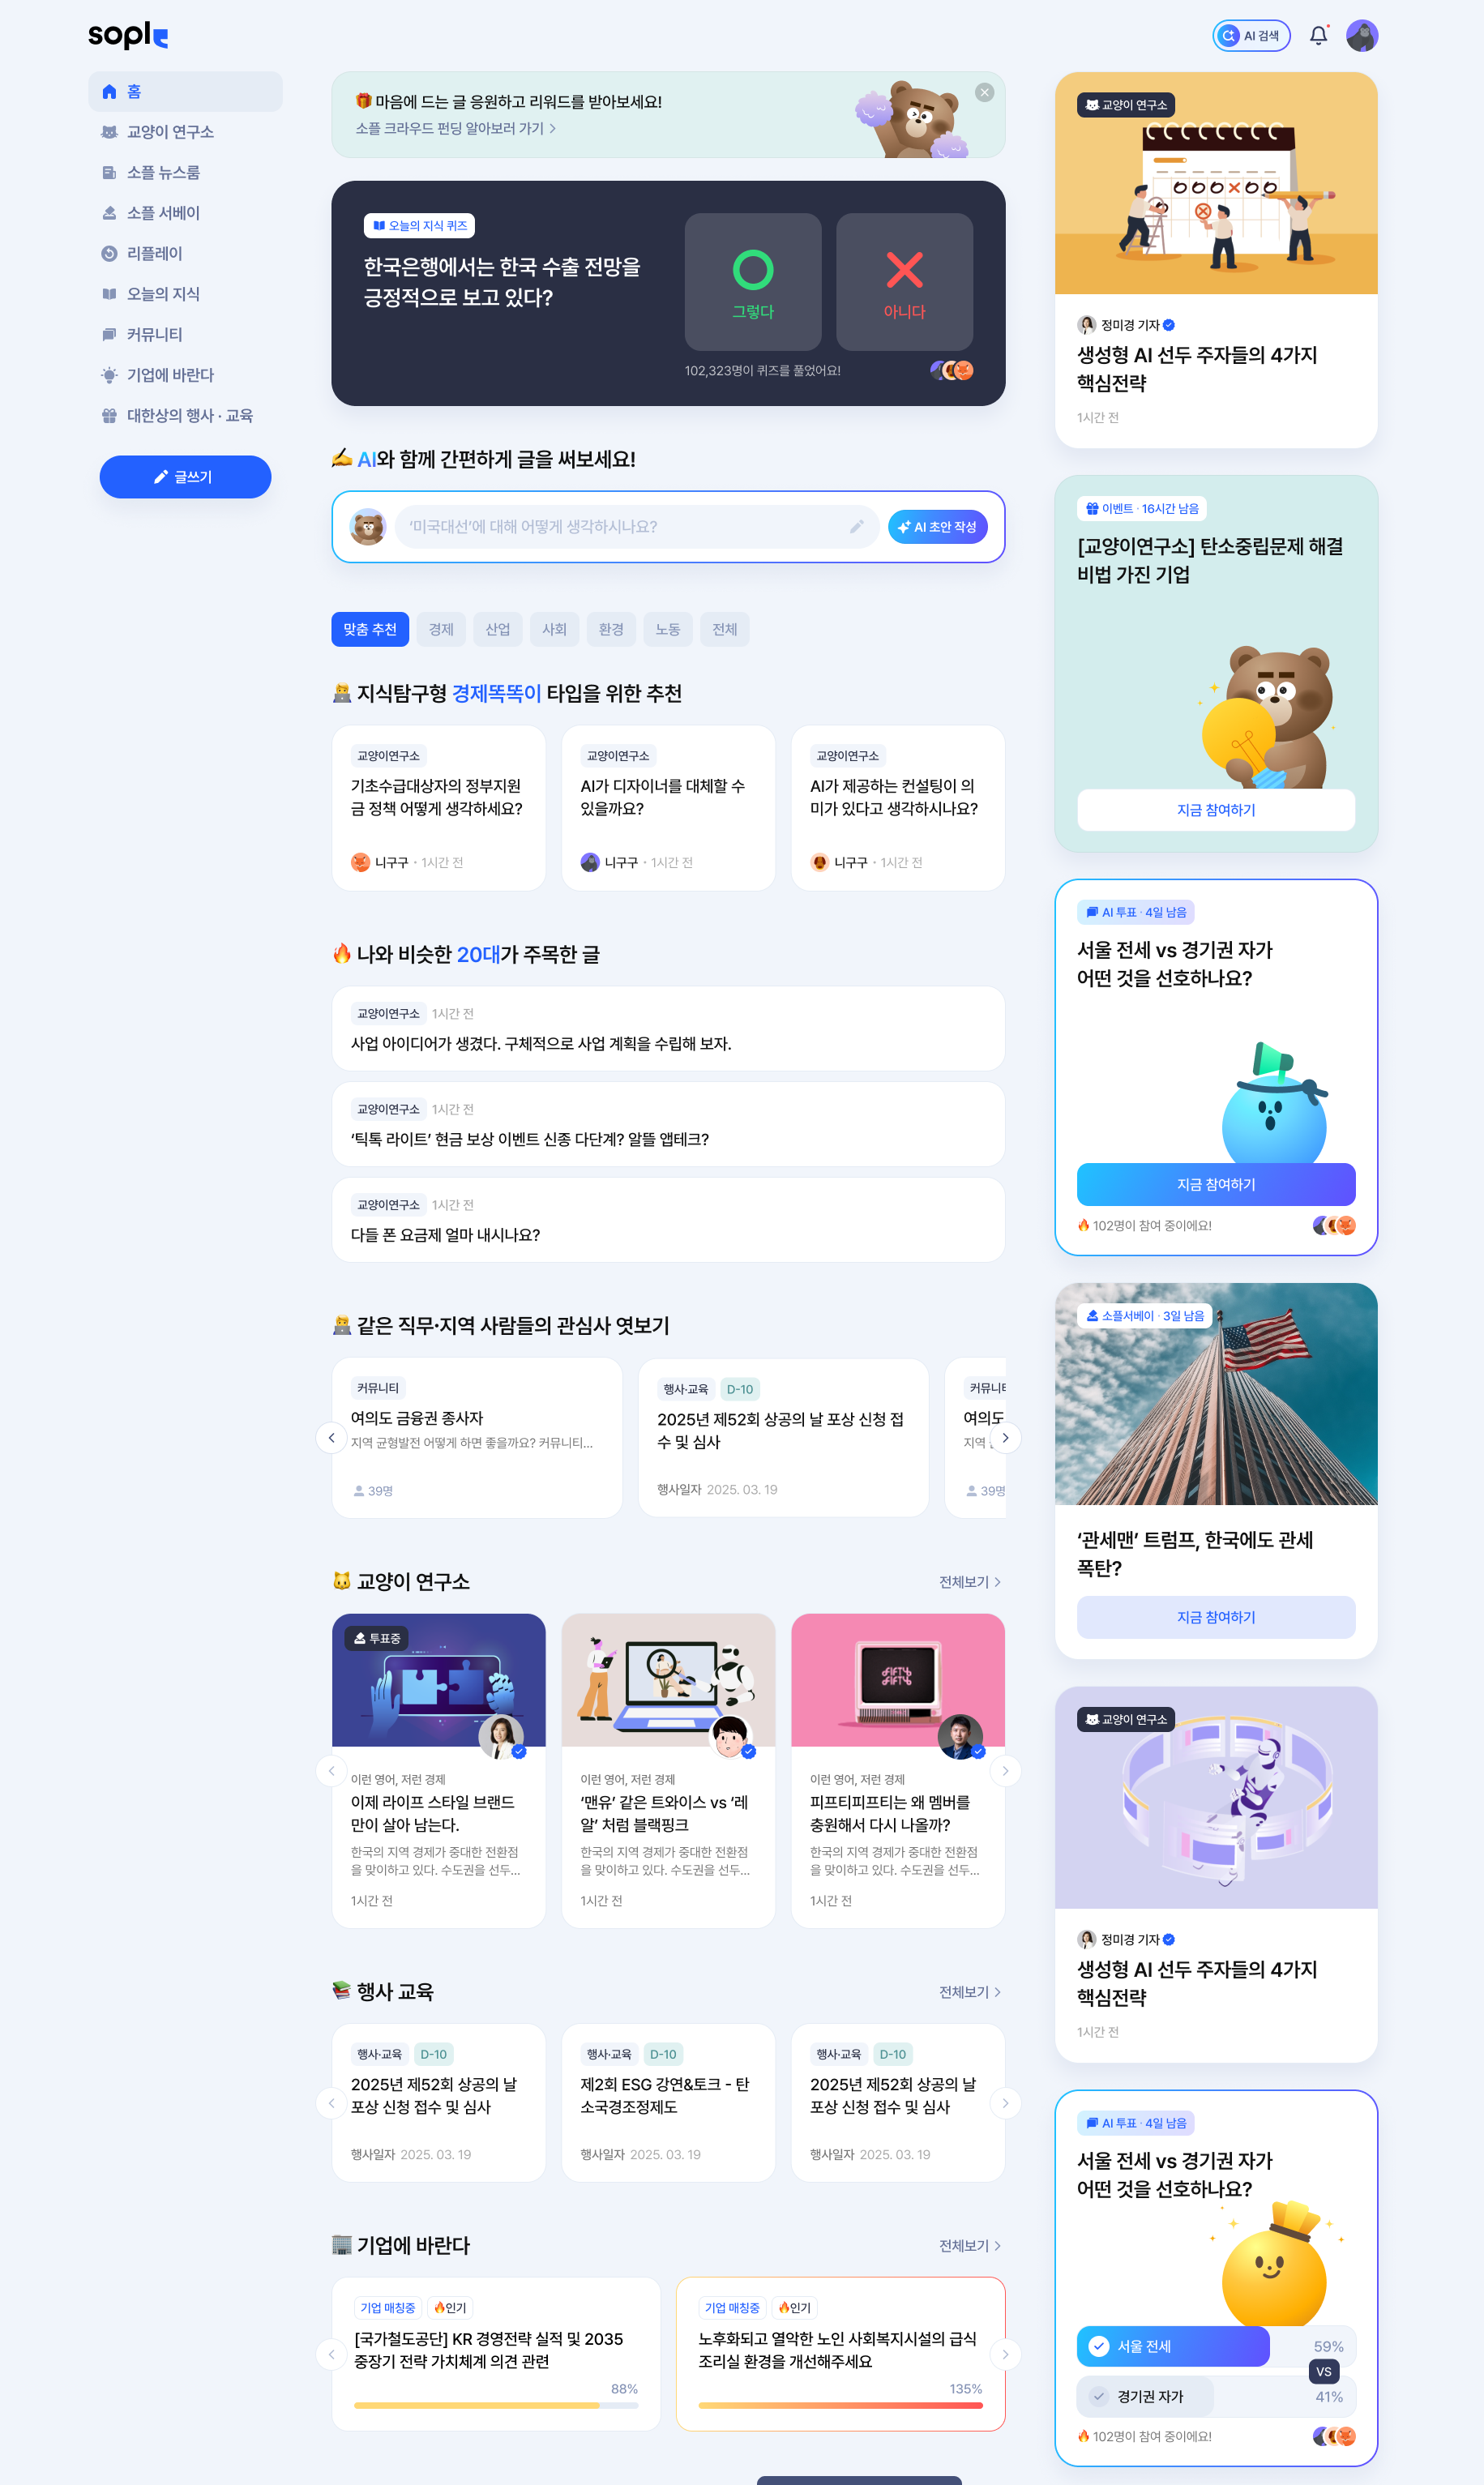 sople
AI 검색
홈
교양이 연구소
소플 뉴스룸
소플 서베이
리플레이
오늘의 지식
커뮤니티
기업에 바란다
대한상의 행사 · 교육
글쓰기
마음에 드는 글 응원하고 리워드를 받아보세요!
소플 크라우드 펀딩 알아보러 가기
오늘의 지식 퀴즈
한국은행에서는 한국 수출 전망을
긍정적으로 보고 있다?
그렇다
아니다
102,323명이 퀴즈를 풀었어요!
AI와 함께 간편하게 글을 써보세요!
‘미국대선’에 대해 어떻게 생각하시나요?
AI 초안 작성
맞춤 추천
경제
산업
사회
환경
노동
전체
지식탐구형 경제똑똑이 타입을 위한 추천
교양이연구소
기초수급대상자의 정부지원
금 정책 어떻게 생각하세요?
니구구 · 1시간 전
교양이연구소
AI가 디자이너를 대체할 수
있을까요?
니구구 · 1시간 전
교양이연구소
AI가 제공하는 컨설팅이 의
미가 있다고 생각하시나요?
니구구 · 1시간 전
나와 비슷한 20대가 주목한 글
교양이연구소 1시간 전
사업 아이디어가 생겼다. 구체적으로 사업 계획을 수립해 보자.
교양이연구소 1시간 전
‘틱톡 라이트’ 현금 보상 이벤트 신종 다단계? 알뜰 앱테크?
교양이연구소 1시간 전
다들 폰 요금제 얼마 내시나요?
같은 직무·지역 사람들의 관심사 엿보기
커뮤니티
여의도 금융권 종사자
지역 균형발전 어떻게 하면 좋을까요? 커뮤니티...
39명
행사·교육 D-10
2025년 제52회 상공의 날 포상 신청 접
수 및 심사
행사일자 2025. 03. 19
커뮤니
여의도
지역
39명
교양이 연구소
전체보기
투표중
이런 영어, 저런 경제
이제 라이프 스타일 브랜드
만이 살아 남는다.
한국의 지역 경제가 중대한 전환점
을 맞이하고 있다. 수도권을 선두...
1시간 전
이런 영어, 저런 경제
‘맨유’ 같은 트와이스 vs ‘레
알’ 처럼 블랙핑크
한국의 지역 경제가 중대한 전환점
을 맞이하고 있다. 수도권을 선두...
1시간 전
FIFTY
FIFTY
이런 영어, 저런 경제
피프티피프티는 왜 멤버를
충원해서 다시 나올까?
한국의 지역 경제가 중대한 전환점
을 맞이하고 있다. 수도권을 선두...
1시간 전
행사 교육
전체보기
행사·교육 D-10
2025년 제52회 상공의 날
포상 신청 접수 및 심사
행사일자 2025. 03. 19
행사·교육 D-10
제2회 ESG 강연&토크 - 탄
소국경조정제도
행사일자 2025. 03. 19
행사·교육 D-10
2025년 제52회 상공의 날
포상 신청 접수 및 심사
행사일자 2025. 03. 19
기업에 바란다
전체보기
기업 매칭중 인기
[국가철도공단] KR 경영전략 실적 및 2035
중장기 전략 가치체계 의견 관련
88%
기업 매칭중 인기
노후화되고 열악한 노인 사회복지시설의 급식
조리실 환경을 개선해주세요
135%
교양이 연구소
정미경 기자
생성형 AI 선두 주자들의 4가지
핵심전략
1시간 전
이벤트 · 16시간 남음
[교양이연구소] 탄소중립문제 해결
비법 가진 기업
지금 참여하기
AI 투표 · 4일 남음
서울 전세 vs 경기권 자가
어떤 것을 선호하나요?
지금 참여하기
102명이 참여 중이에요!
소플서베이 · 3일 남음
‘관세맨’ 트럼프, 한국에도 관세
폭탄?
지금 참여하기
교양이 연구소
정미경 기자
생성형 AI 선두 주자들의 4가지
핵심전략
1시간 전
AI 투표 · 4일 남음
서울 전세 vs 경기권 자가
어떤 것을 선호하나요?
서울 전세
59%
VS
경기권 자가
41%
102명이 참여 중이에요!